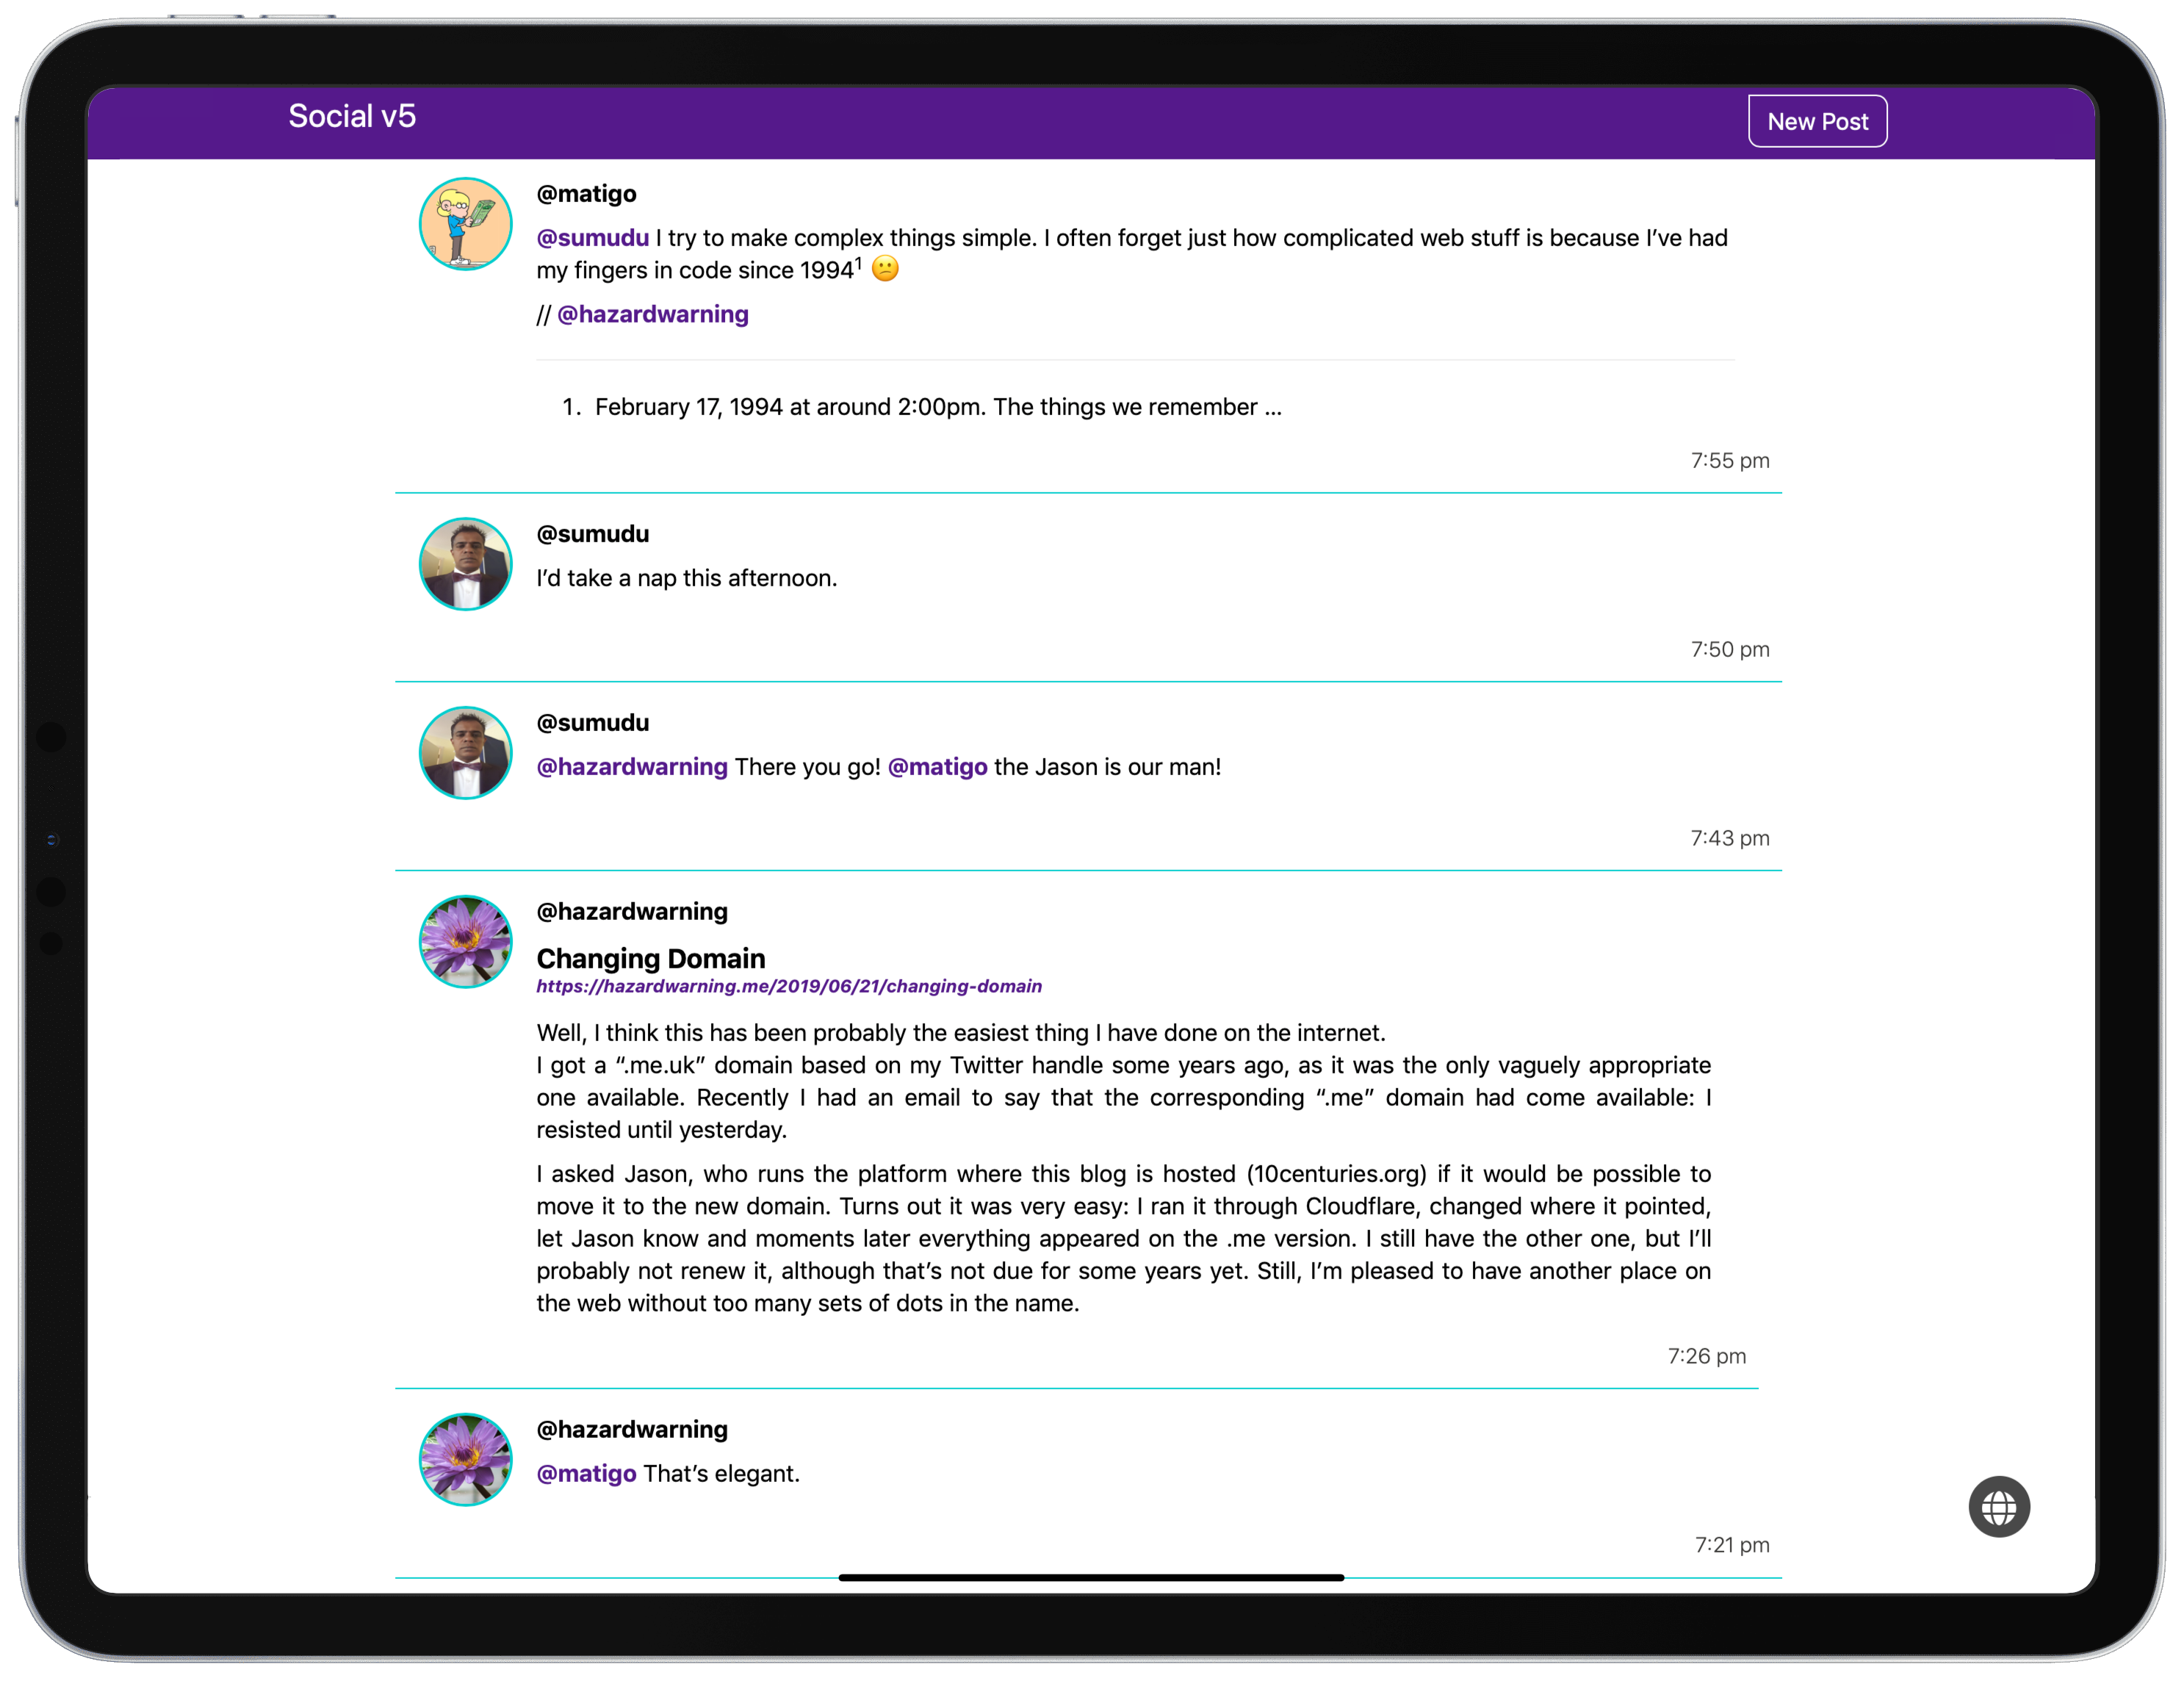 Social v5
New Post
@matigo
@sumudu I try to make complex things simple. I often forget just how complicated web stuff is because I’ve had
my fingers in code since 1994¹ 😕
// @hazardwarning
1. February 17, 1994 at around 2:00pm. The things we remember ...
7:55 pm
@sumudu
I’d take a nap this afternoon.
7:50 pm
@sumudu
@hazardwarning There you go! @matigo the Jason is our man!
7:43 pm
@hazardwarning
Changing Domain
https://hazardwarning.me/2019/06/21/changing-domain
Well, I think this has been probably the easiest thing I have done on the internet.
I got a “.me.uk” domain based on my Twitter handle some years ago, as it was the only vaguely appropriate
one available. Recently I had an email to say that the corresponding “.me” domain had come available: I
resisted until yesterday.
I asked Jason, who runs the platform where this blog is hosted (10centuries.org) if it would be possible to
move it to the new domain. Turns out it was very easy: I ran it through Cloudflare, changed where it pointed,
let Jason know and moments later everything appeared on the .me version. I still have the other one, but I’ll
probably not renew it, although that’s not due for some years yet. Still, I’m pleased to have another place on
the web without too many sets of dots in the name.
7:26 pm
@hazardwarning
@matigo That’s elegant.
7:21 pm